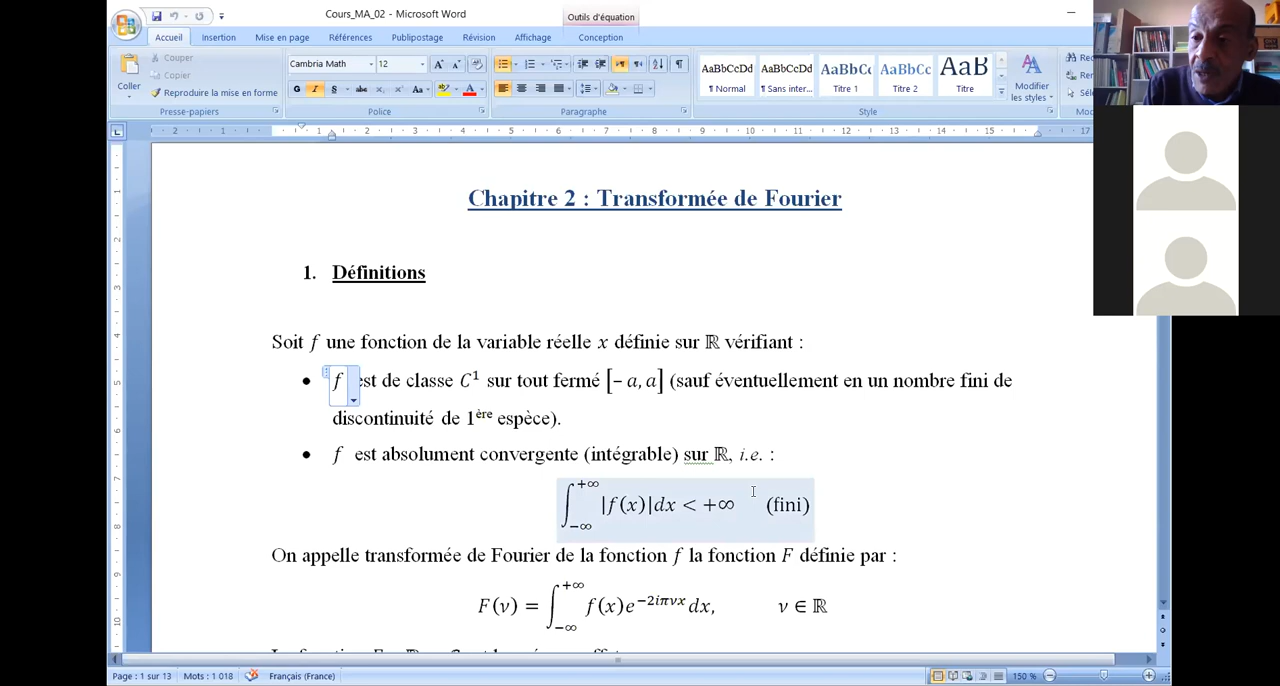 Cours_MA_02 - Microsoft Word
Outils d'équation
Accueil Insertion Mise en page Références Publipostage Révision Affichage Conception
Coller
Couper
Copier
Reproduire la mise en forme
Presse-papiers
Cambria Math 12
G I S abc x₂ x² Aa
Police
Paragraphe
AaBbCcDd AaBbCcDd AaBbCc AaBbCc AaB
¶ Normal ¶ Sans inter... Titre 1 Titre 2 Titre
Modifier les styles
Style
Chapitre 2 : Transformée de Fourier
1. Définitions
Soit f une fonction de la variable réelle x définie sur ℝ vérifiant :
• f est de classe C¹ sur tout fermé [– a, a] (sauf éventuellement en un nombre fini de
discontinuité de 1ère espèce).
• f est absolument convergente (intégrable) sur ℝ, i.e. :
∫_{−∞}^{+∞} |f(x)|dx < +∞ (fini)
On appelle transformée de Fourier de la fonction f la fonction F définie par :
F(ν) = ∫_{−∞}^{+∞} f(x)e^{−2iπνx} dx, ν ∈ ℝ
Page : 1 sur 13 Mots : 1 018 Français (France) 150 %